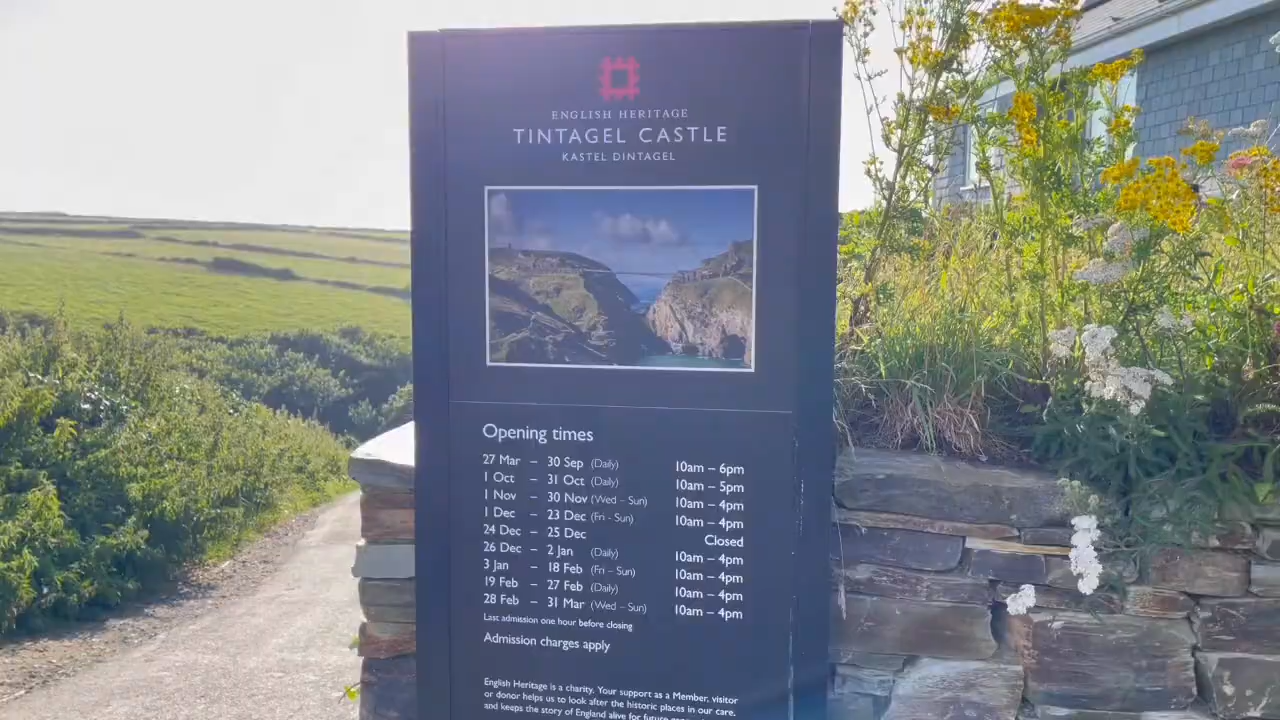 ENGLISH HERITAGE
TINTAGEL CASTLE
KASTEL DINTAGEL
Opening times
27 Mar – 30 Sep (Daily) 10am – 6pm
1 Oct – 31 Oct (Daily) 10am – 5pm
1 Nov – 30 Nov (Wed – Sun) 10am – 4pm
1 Dec – 23 Dec (Fri – Sun) 10am – 4pm
24 Dec – 25 Dec Closed
26 Dec – 2 Jan (Daily) 10am – 4pm
3 Jan – 18 Feb (Fri – Sun) 10am – 4pm
19 Feb – 27 Feb (Daily) 10am – 4pm
28 Feb – 31 Mar (Wed – Sun) 10am – 4pm
Last admission one hour before closing
Admission charges apply
English Heritage is a charity. Your support as a Member, visitor
or donor helps us to look after the historic places in our care,
and keeps the story of England alive for future